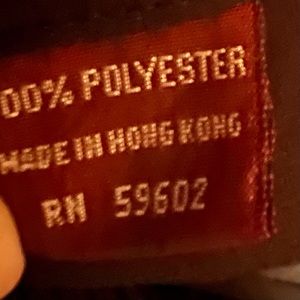 00% POLYESTER
MADE IN HONG KONG
RN 59602